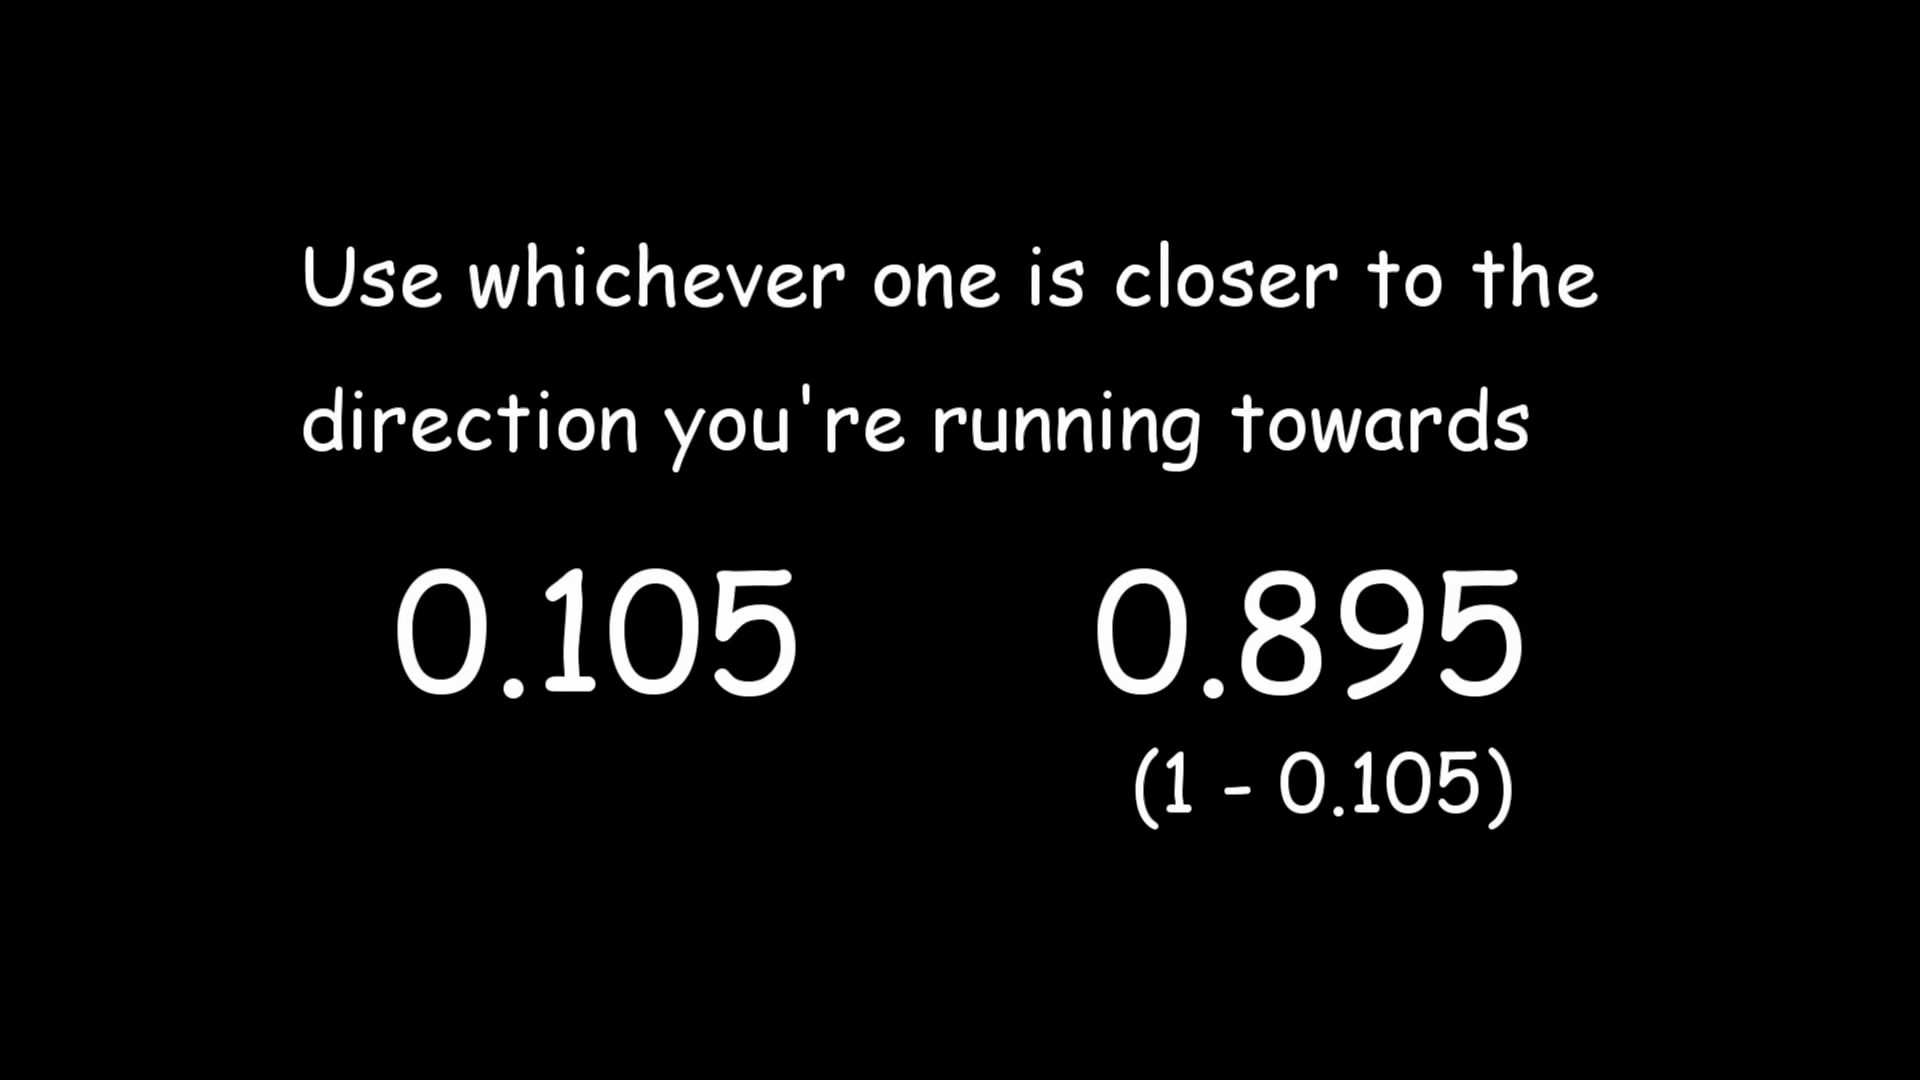 Use whichever one is closer to the
direction you're running towards
0.105 0.895
(1 - 0.105)